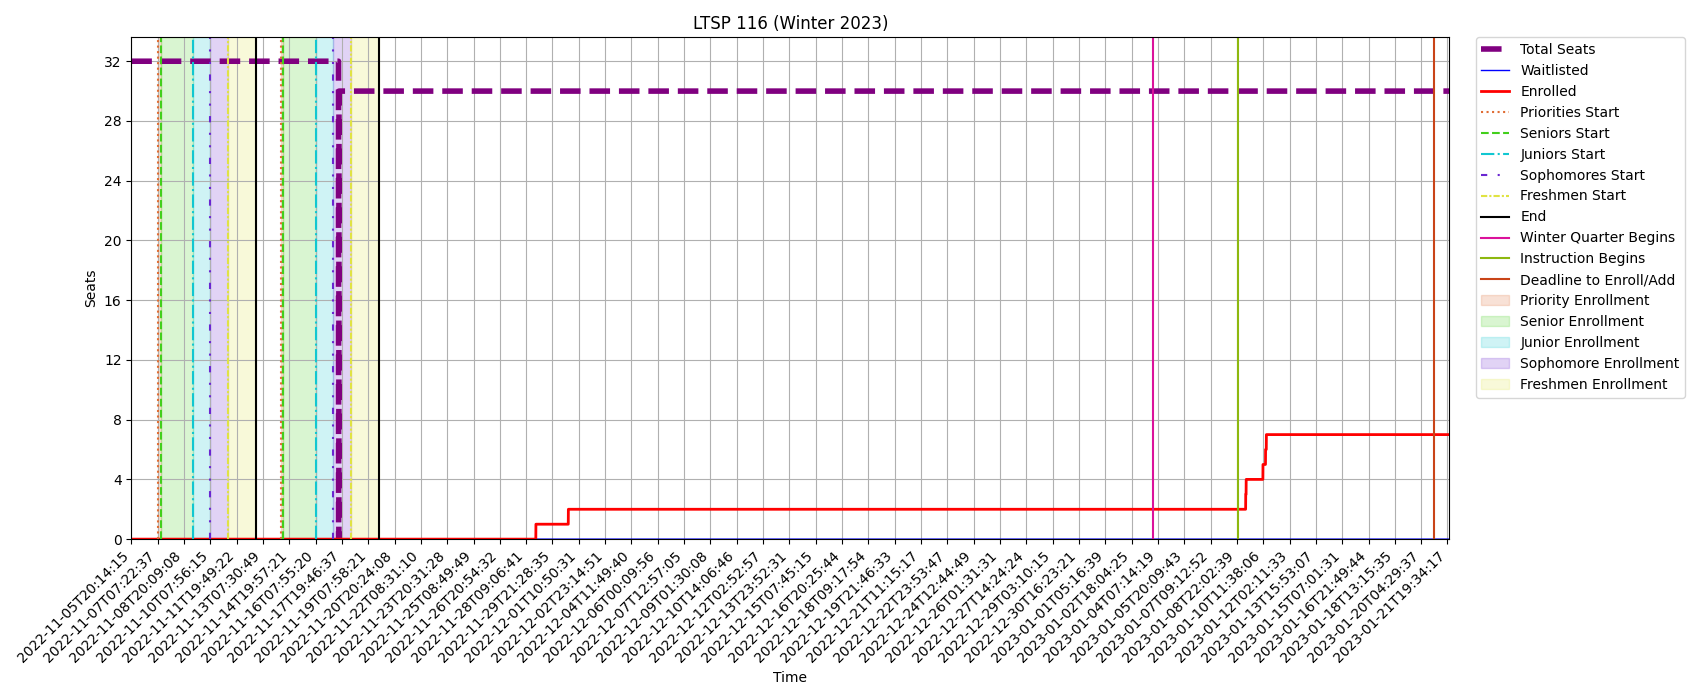 LTSP 116 (Winter 2023)
Seats
32
28
24
20
16
12
8
4
0
2022-11-05T20:14:15
2022-11-07T07:22:37
2022-11-08T20:09:08
2022-11-10T07:56:15
2022-11-11T19:49:22
2022-11-13T07:30:49
2022-11-14T19:57:21
2022-11-16T07:55:20
2022-11-17T19:46:37
2022-11-19T07:58:21
2022-11-20T20:24:08
2022-11-22T08:31:10
2022-11-23T20:31:28
2022-11-25T08:49:49
2022-11-26T20:54:32
2022-11-28T09:06:41
2022-11-29T21:28:35
2022-12-01T10:50:31
2022-12-02T23:14:51
2022-12-04T11:49:40
2022-12-06T00:09:56
2022-12-07T12:57:05
2022-12-09T01:30:08
2022-12-10T14:06:46
2022-12-12T02:52:57
2022-12-13T23:52:31
2022-12-15T07:45:15
2022-12-16T20:25:44
2022-12-18T09:17:54
2022-12-19T21:46:33
2022-12-21T11:15:17
2022-12-22T23:53:47
2022-12-24T12:44:49
2022-12-26T01:31:31
2022-12-27T14:24:24
2022-12-29T03:10:15
2022-12-30T16:23:21
2023-01-01T05:16:39
2023-01-02T18:04:25
2023-01-04T07:14:19
2023-01-05T20:09:43
2023-01-07T09:12:52
2023-01-08T22:02:39
2023-01-10T11:38:06
2023-01-12T02:11:33
2023-01-13T15:53:07
2023-01-15T07:01:31
2023-01-16T21:49:44
2023-01-18T13:15:35
2023-01-20T04:29:37
2023-01-21T19:34:17
Time
Total Seats
Waitlisted
Enrolled
Priorities Start
Seniors Start
Juniors Start
Sophomores Start
Freshmen Start
End
Winter Quarter Begins
Instruction Begins
Deadline to Enroll/Add
Priority Enrollment
Senior Enrollment
Junior Enrollment
Sophomore Enrollment
Freshmen Enrollment